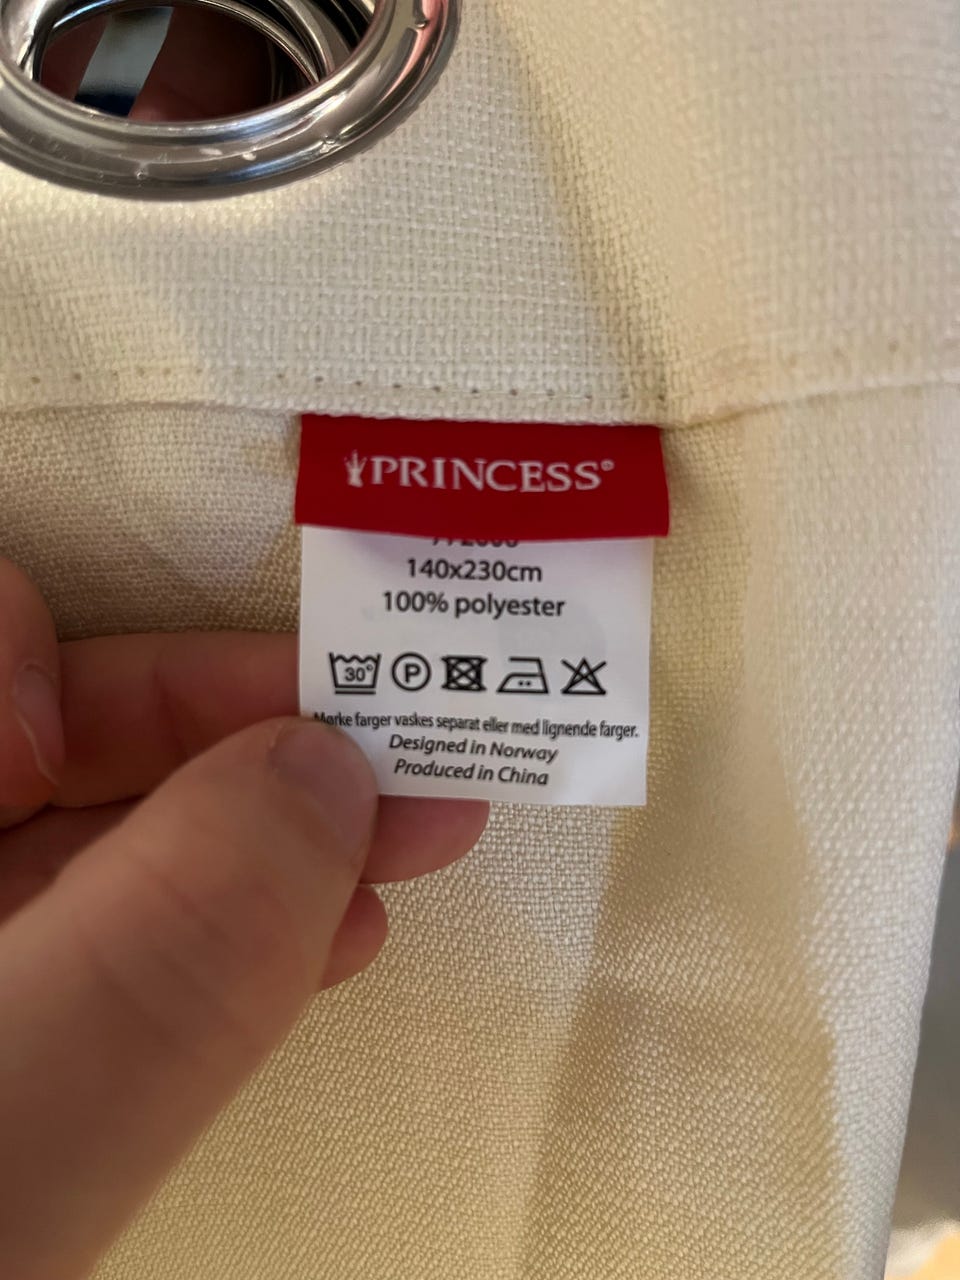 PRINCESS®
140x230cm
100% polyester
30° P
Mørke farger vaskes separat eller med lignende farger.
Designed in Norway
Produced in China